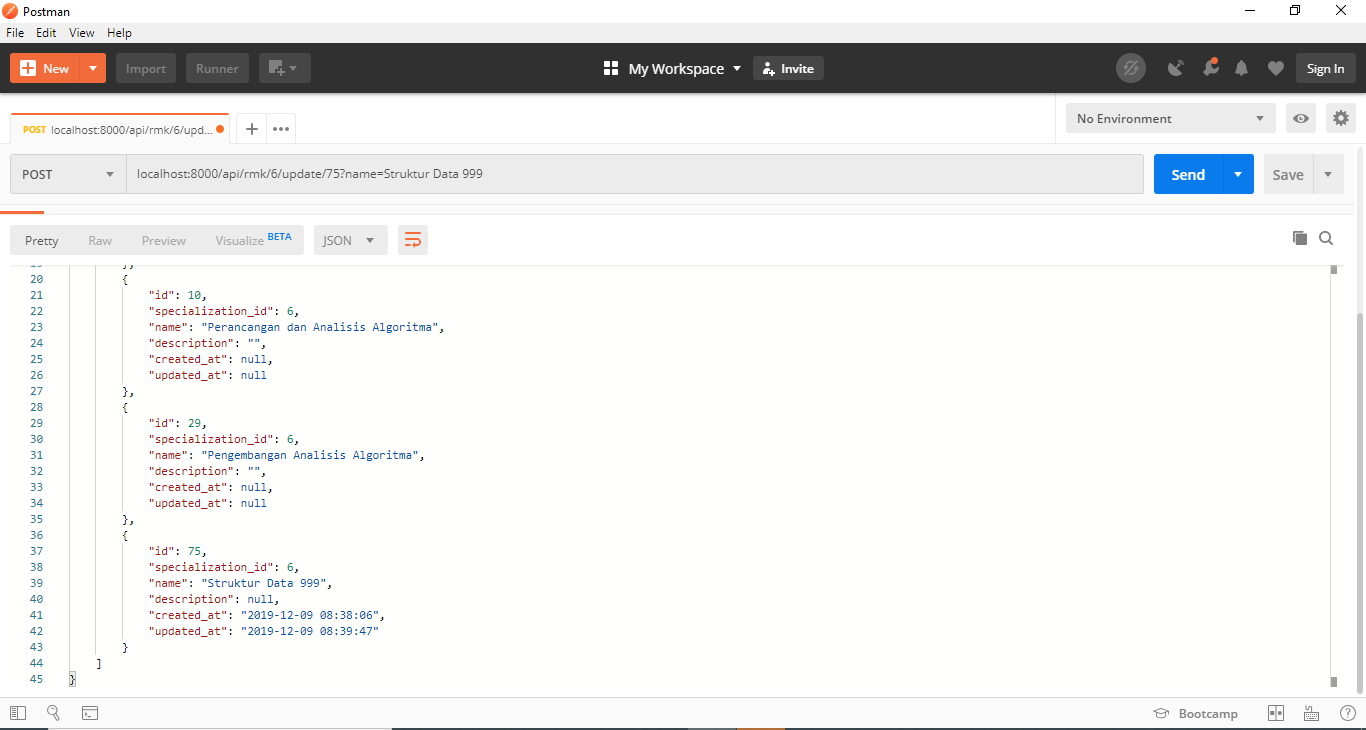 Postman
File Edit View Help
New Import Runner My Workspace Invite Sign In
POST localhost:8000/api/rmk/6/upd... No Environment
POST localhost:8000/api/rmk/6/update/75?name=Struktur Data 999 Send Save
Pretty Raw Preview Visualize BETA JSON
19 },
20 {
21 "id": 10,
22 "specialization_id": 6,
23 "name": "Perancangan dan Analisis Algoritma",
24 "description": "",
25 "created_at": null,
26 "updated_at": null
27 },
28 {
29 "id": 29,
30 "specialization_id": 6,
31 "name": "Pengembangan Analisis Algoritma",
32 "description": "",
33 "created_at": null,
34 "updated_at": null
35 },
36 {
37 "id": 75,
38 "specialization_id": 6,
39 "name": "Struktur Data 999",
40 "description": null,
41 "created_at": "2019-12-09 08:38:06",
42 "updated_at": "2019-12-09 08:39:47"
43 }
44 ]
45 }
Bootcamp